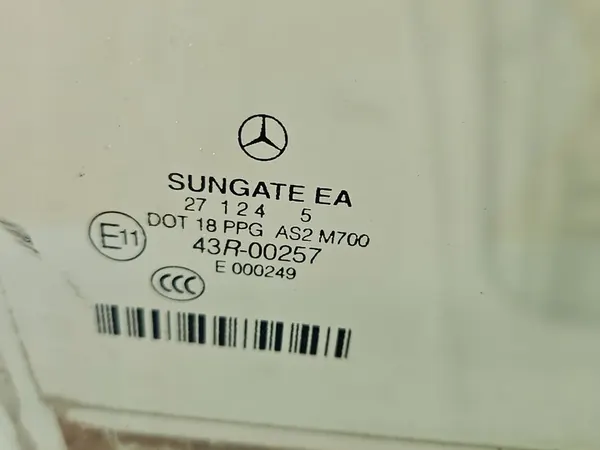 SUNGATE EA
27 1 2 4 5
DOT 18 PPG AS2 M700
E11 43R-00257
E 000249
CCC